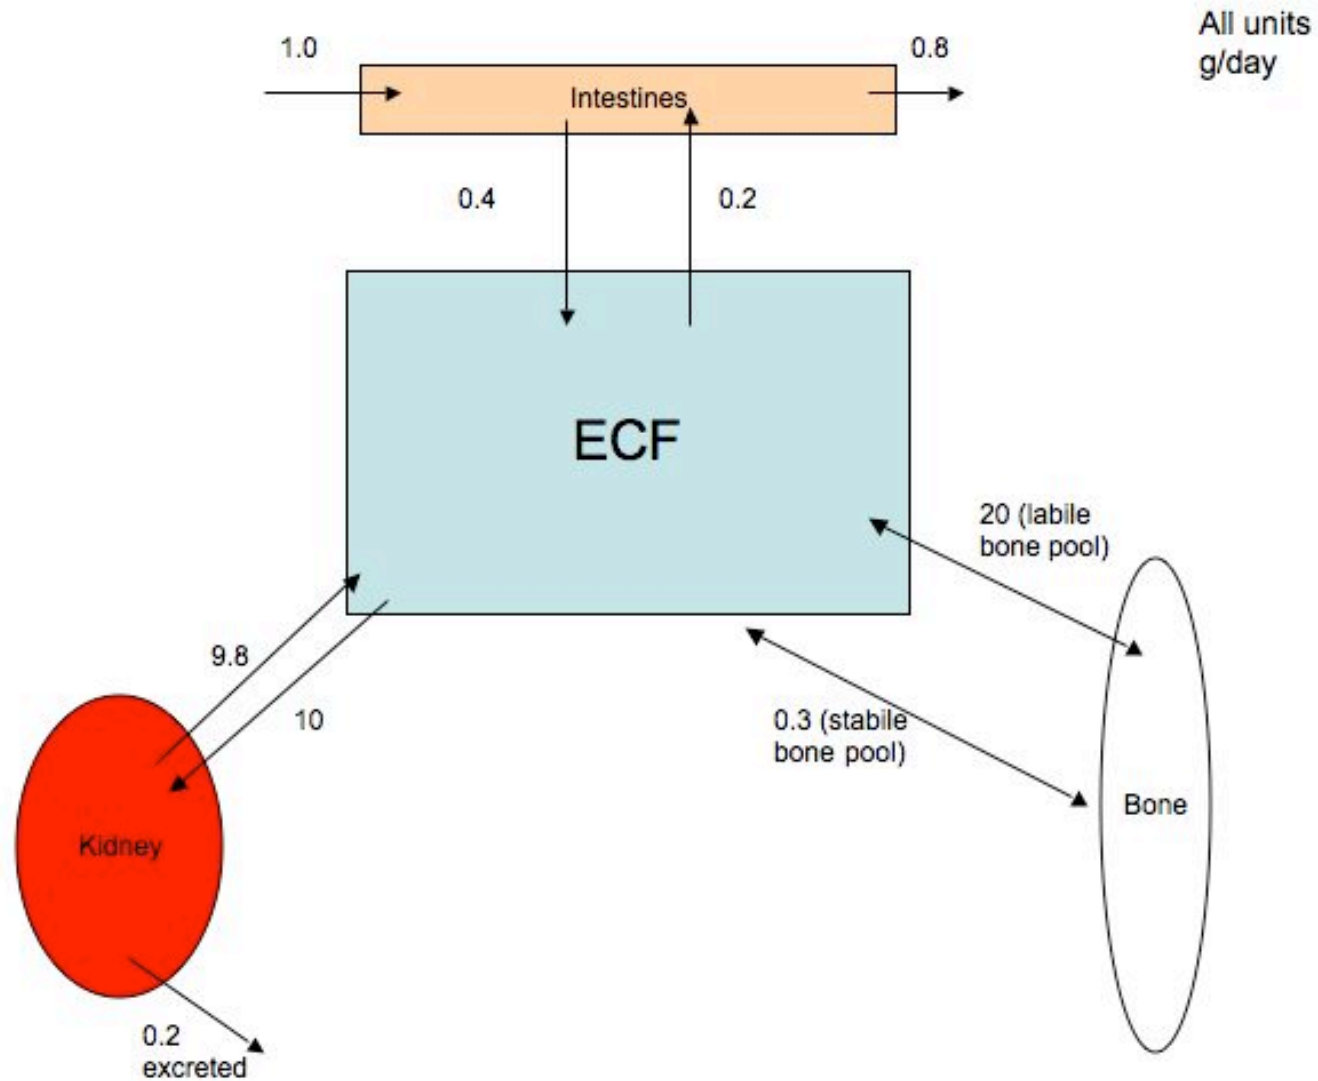 All units
g/day
1.0
0.8
Intestines
0.4
0.2
ECF
20 (labile
bone pool)
9.8
10
0.3 (stabile
bone pool)
Bone
Kidney
0.2
excreted